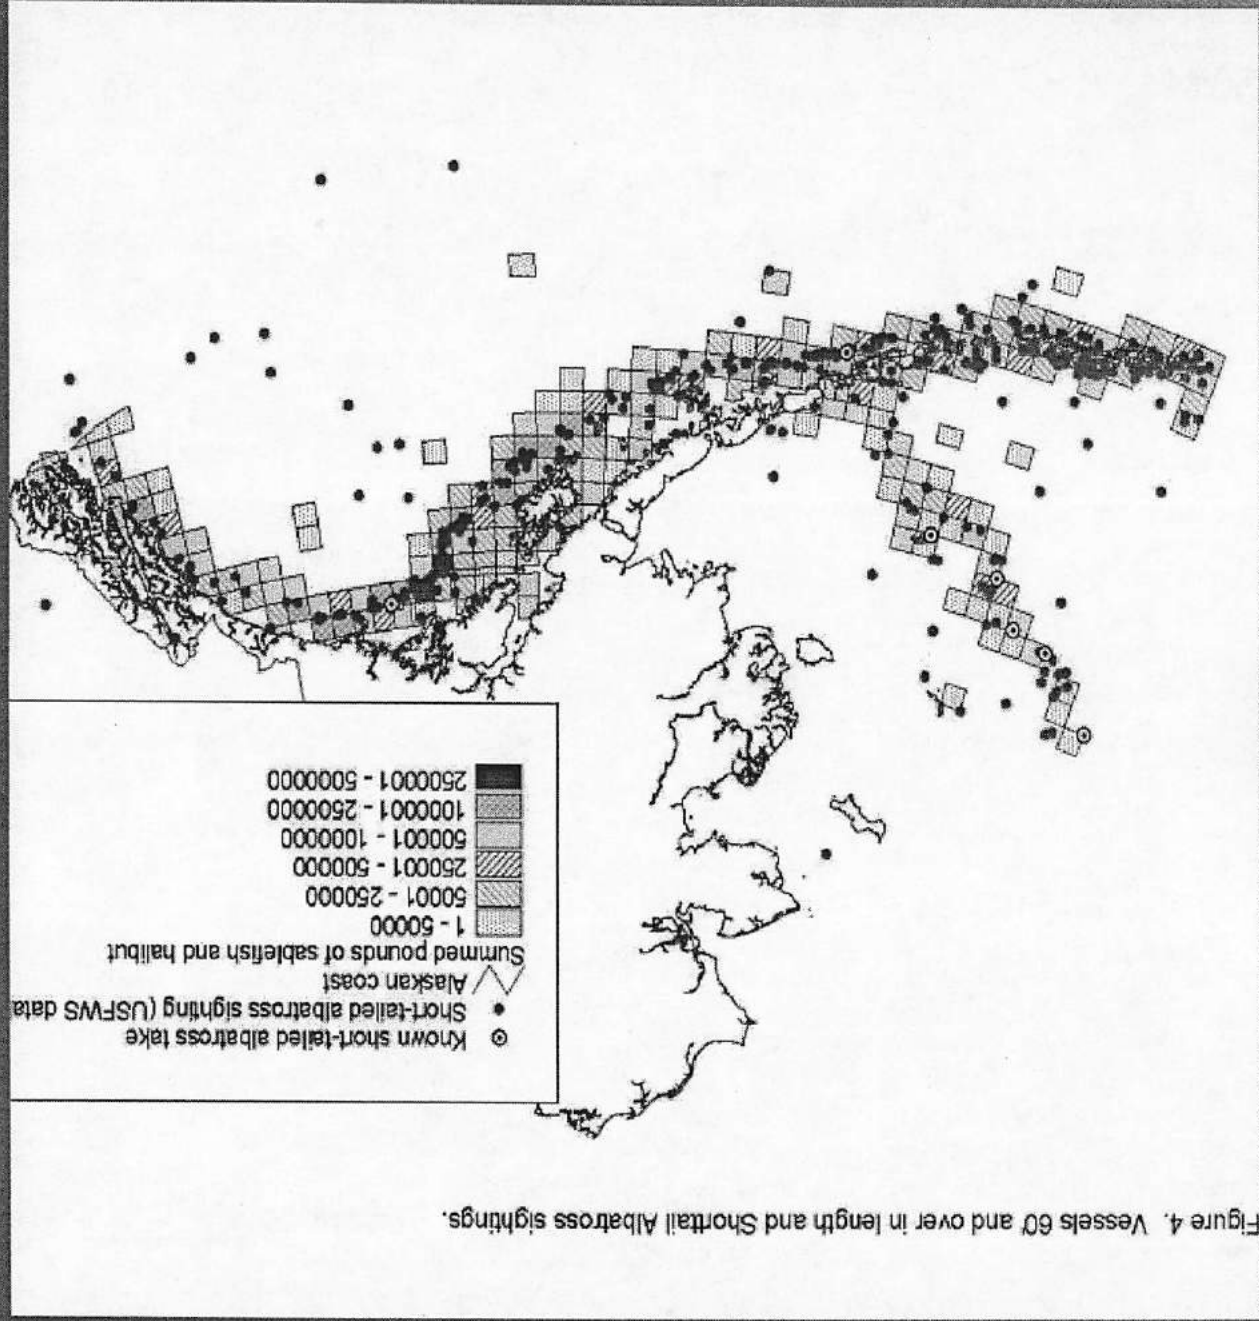 Figure 4. Vessels 60' and over in length and Shorttail Albatross sightings.
Known short-tailed albatross take
Short-tailed albatross sighting (USFWS data
Alaskan coast
Summed pounds of sablefish and halibut
1 - 50000
50001 - 250000
250001 - 500000
500001 - 1000000
1000001 - 2500000
2500001 - 5000000